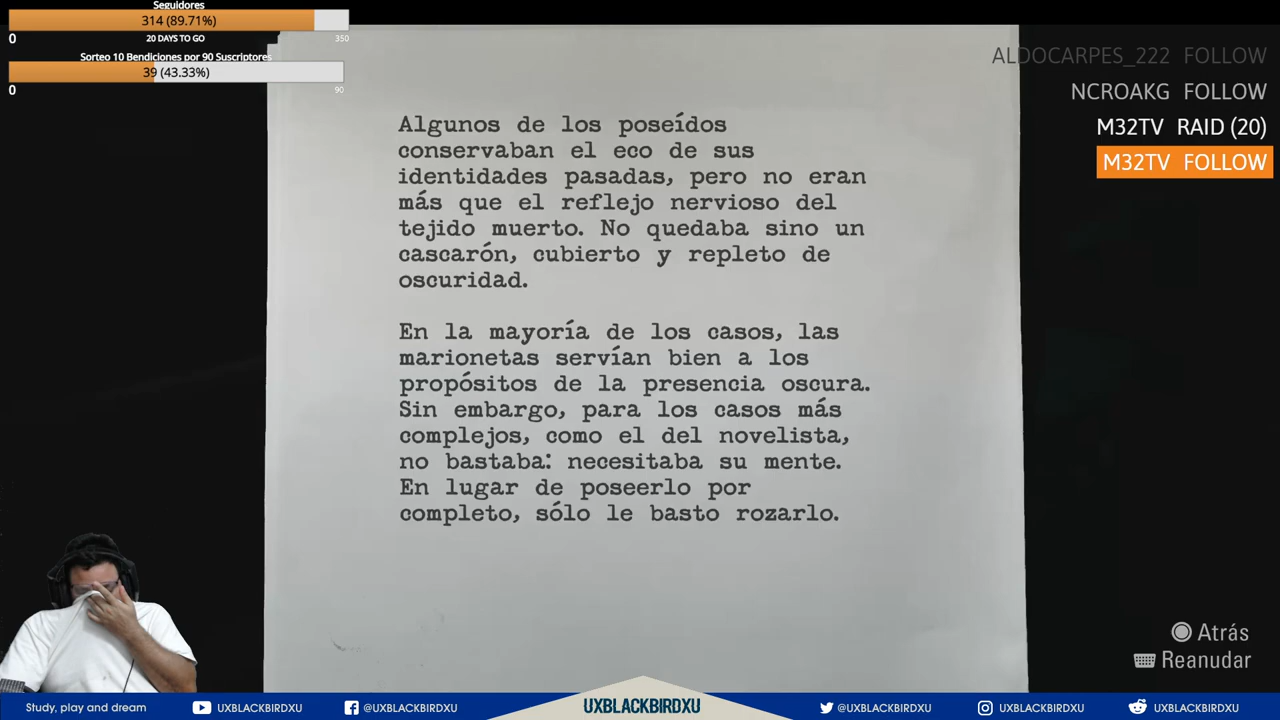 Seguidores
314 (89.71%)
0
20 DAYS TO GO
350
Sorteo 10 Bendiciones por 90 Suscriptores
39 (43.33%)
0
90
ALDOCARPES_222 FOLLOW
NCROAKG FOLLOW
M32TV RAID (20)
M32TV FOLLOW
Algunos de los poseídos
conservaban el eco de sus
identidades pasadas, pero no eran
más que el reflejo nervioso del
tejido muerto. No quedaba sino un
cascarón, cubierto y repleto de
oscuridad.
En la mayoría de los casos, las
marionetas servían bien a los
propósitos de la presencia oscura.
Sin embargo, para los casos más
complejos, como el del novelista,
no bastaba: necesitaba su mente.
En lugar de poseerlo por
completo, sólo le basto rozarlo.
Atrás
Reanudar
Study, play and dream
UXBLACKBIRDXU
@UXBLACKBIRDXU
UXBLACKBIRDXU
@UXBLACKBIRDXU
UXBLACKBIRDXU
UXBLACKBIRDXU